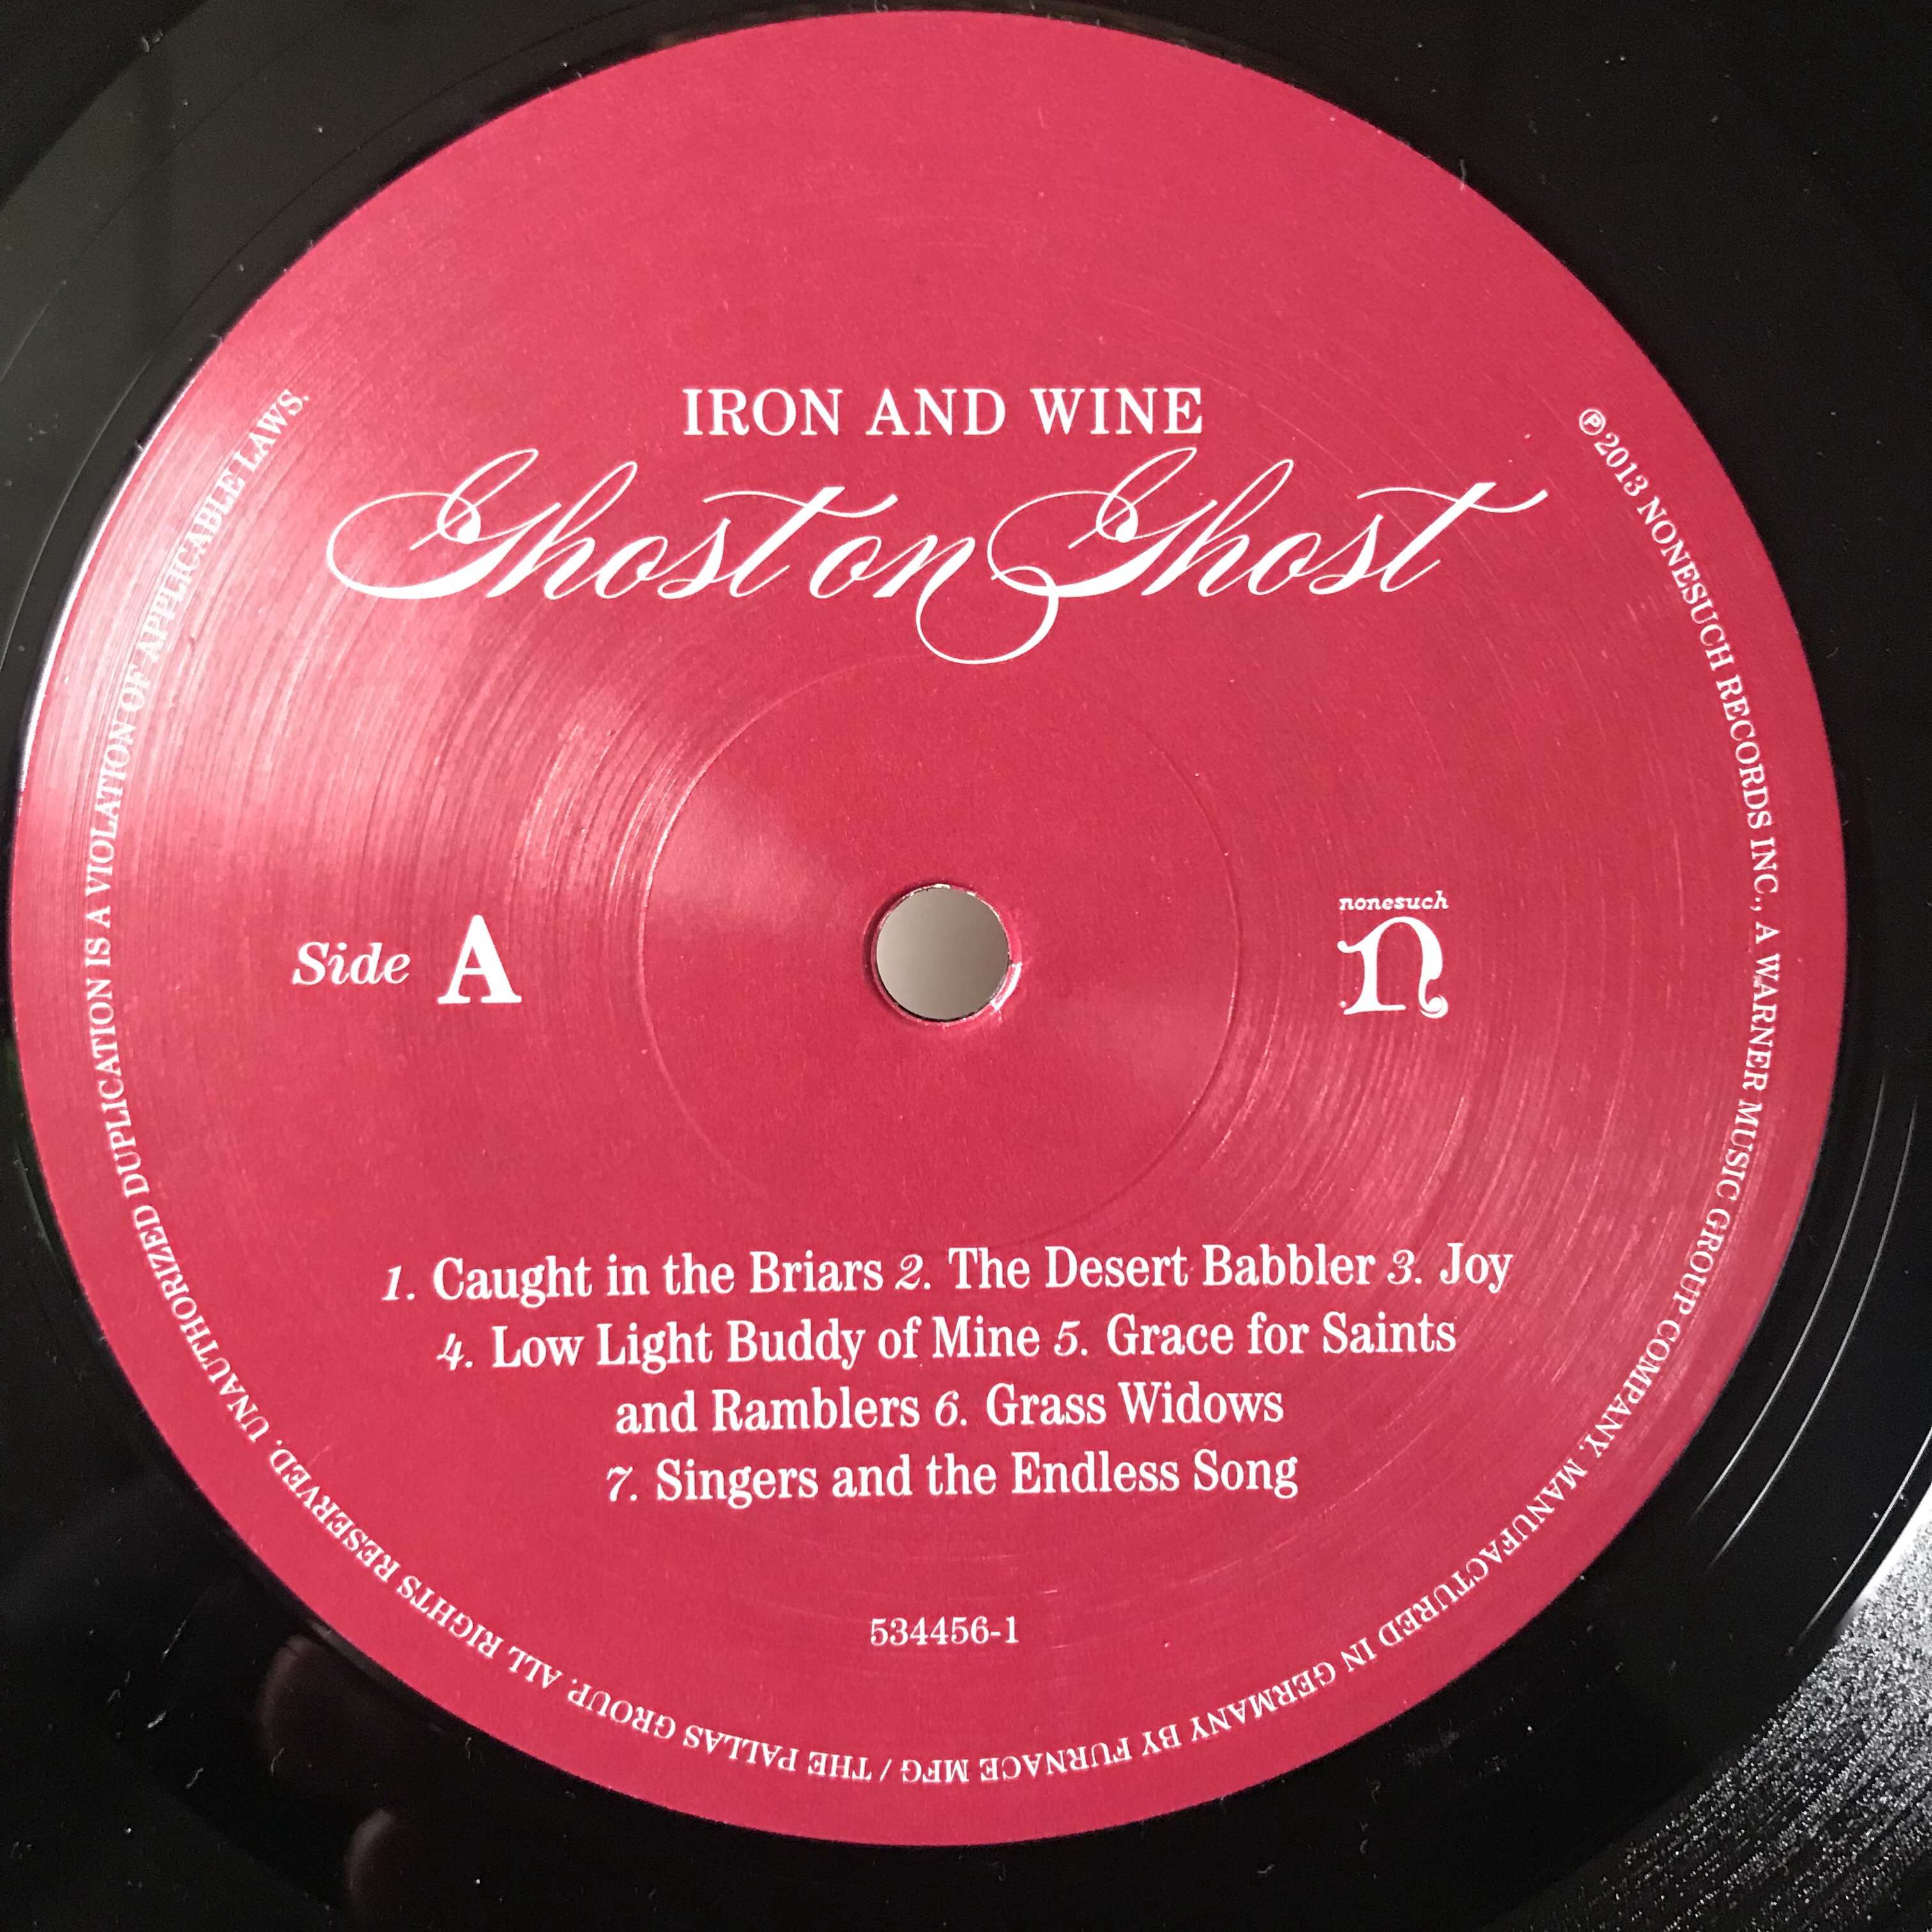 IRON AND WINE
Ghost on Ghost
Side A
nonesuch
n
1. Caught in the Briars 2. The Desert Babbler 3. Joy
4. Low Light Buddy of Mine 5. Grace for Saints
and Ramblers 6. Grass Widows
7. Singers and the Endless Song
534456-1
℗ 2013 NONESUCH RECORDS INC., A WARNER MUSIC GROUP COMPANY. MANUFACTURED IN GERMANY BY FURNACE MFG / THE PALLAS GROUP. ALL RIGHTS RESERVED. UNAUTHORIZED DUPLICATION IS A VIOLATION OF APPLICABLE LAWS.